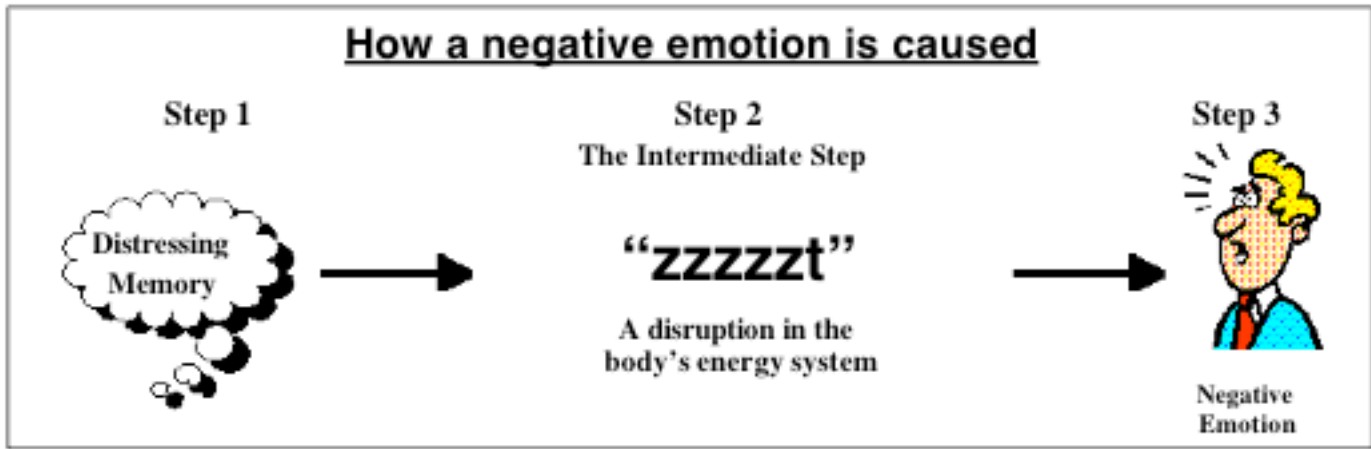 How a negative emotion is caused
Step 1
Step 2
Step 3
The Intermediate Step
Distressing
Memory
“zzzzzt”
A disruption in the
body’s energy system
Negative
Emotion